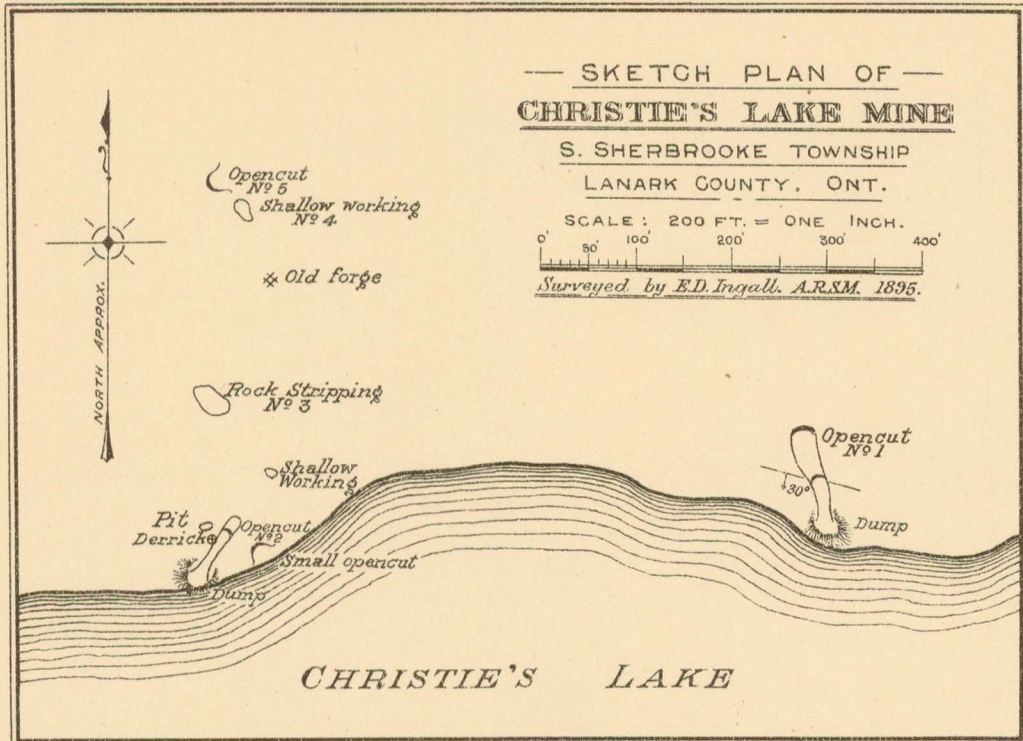 — SKETCH PLAN OF —
CHRISTIE'S LAKE MINE
S. SHERBROOKE TOWNSHIP
LANARK COUNTY. ONT.
SCALE: 200 FT. = ONE INCH.
0' 50' 100' 200' 300' 400'
Surveyed by E.D. Ingall. A.R.S.M. 1895.
NORTH APPROX.
Opencut
Nº 5
Shallow working
Nº 4
Old forge
Rock Stripping
Nº 3
Opencut
Nº 1
30°
Dump
Shallow
Working
Pit
Derrick
Opencut
Nº 2
Small opencut
Dump
CHRISTIE'S LAKE